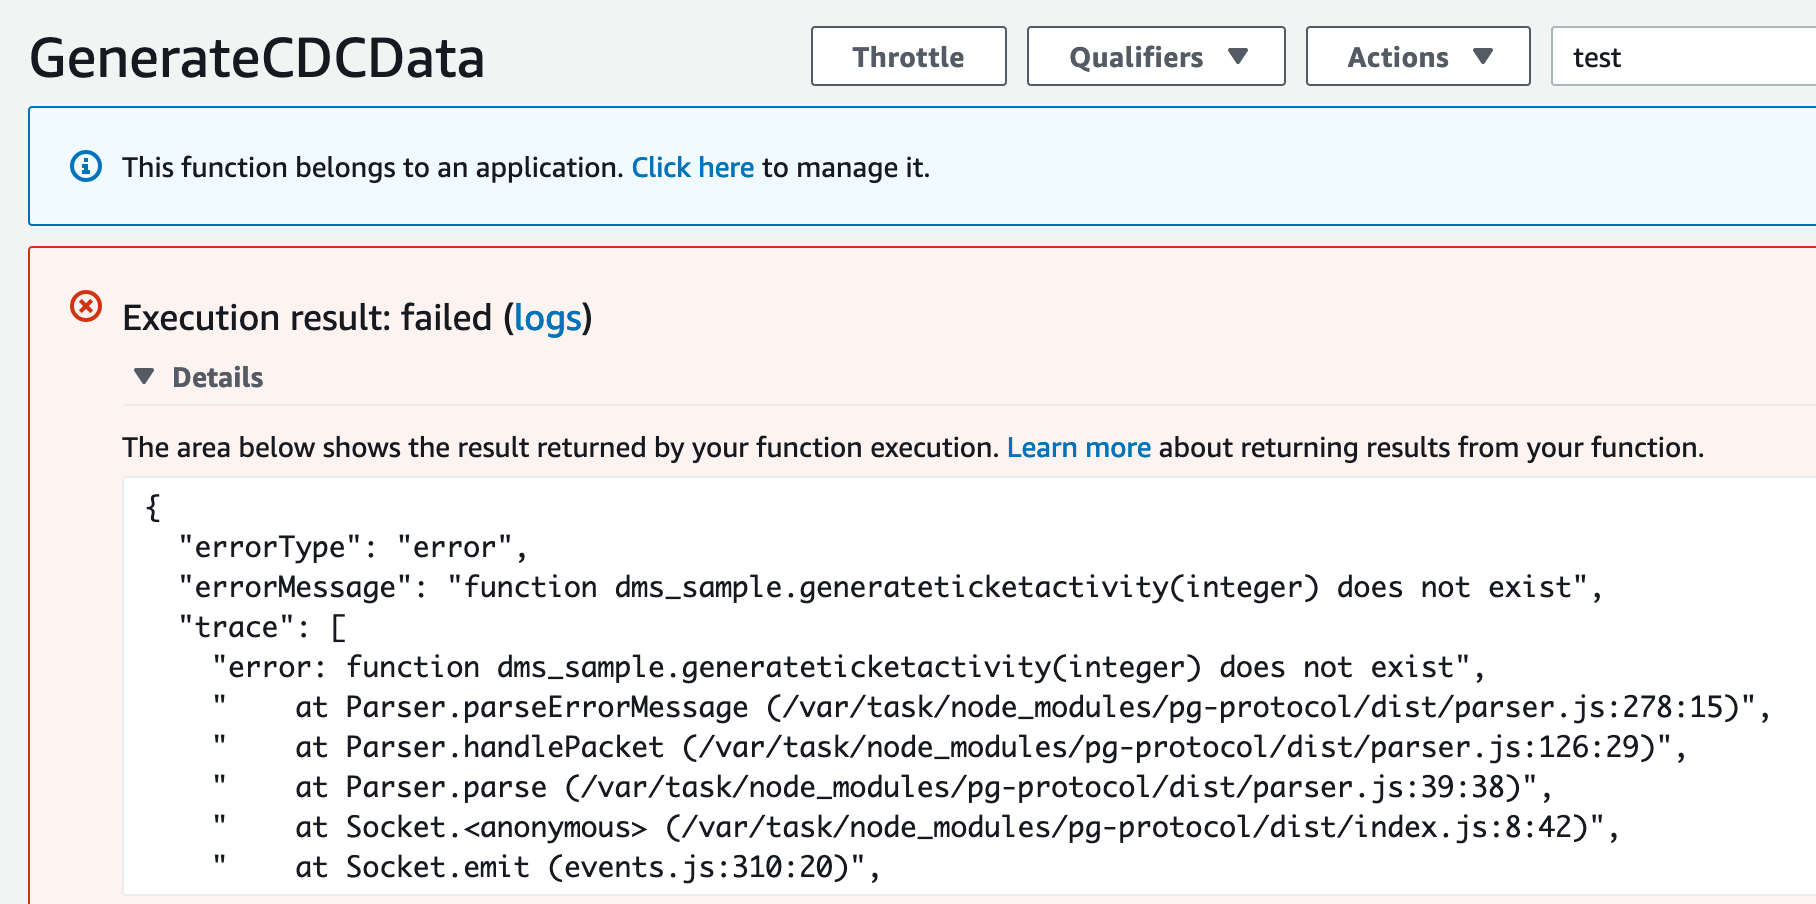 GenerateCDCData
Throttle
Qualifiers
Actions
test
This function belongs to an application. Click here to manage it.
Execution result: failed (logs)
Details
The area below shows the result returned by your function execution. Learn more about returning results from your function.
{
  "errorType": "error",
  "errorMessage": "function dms_sample.generateticketactivity(integer) does not exist",
  "trace": [
    "error: function dms_sample.generateticketactivity(integer) does not exist",
    "    at Parser.parseErrorMessage (/var/task/node_modules/pg-protocol/dist/parser.js:278:15)",
    "    at Parser.handlePacket (/var/task/node_modules/pg-protocol/dist/parser.js:126:29)",
    "    at Parser.parse (/var/task/node_modules/pg-protocol/dist/parser.js:39:38)",
    "    at Socket.<anonymous> (/var/task/node_modules/pg-protocol/dist/index.js:8:42)",
    "    at Socket.emit (events.js:310:20)",